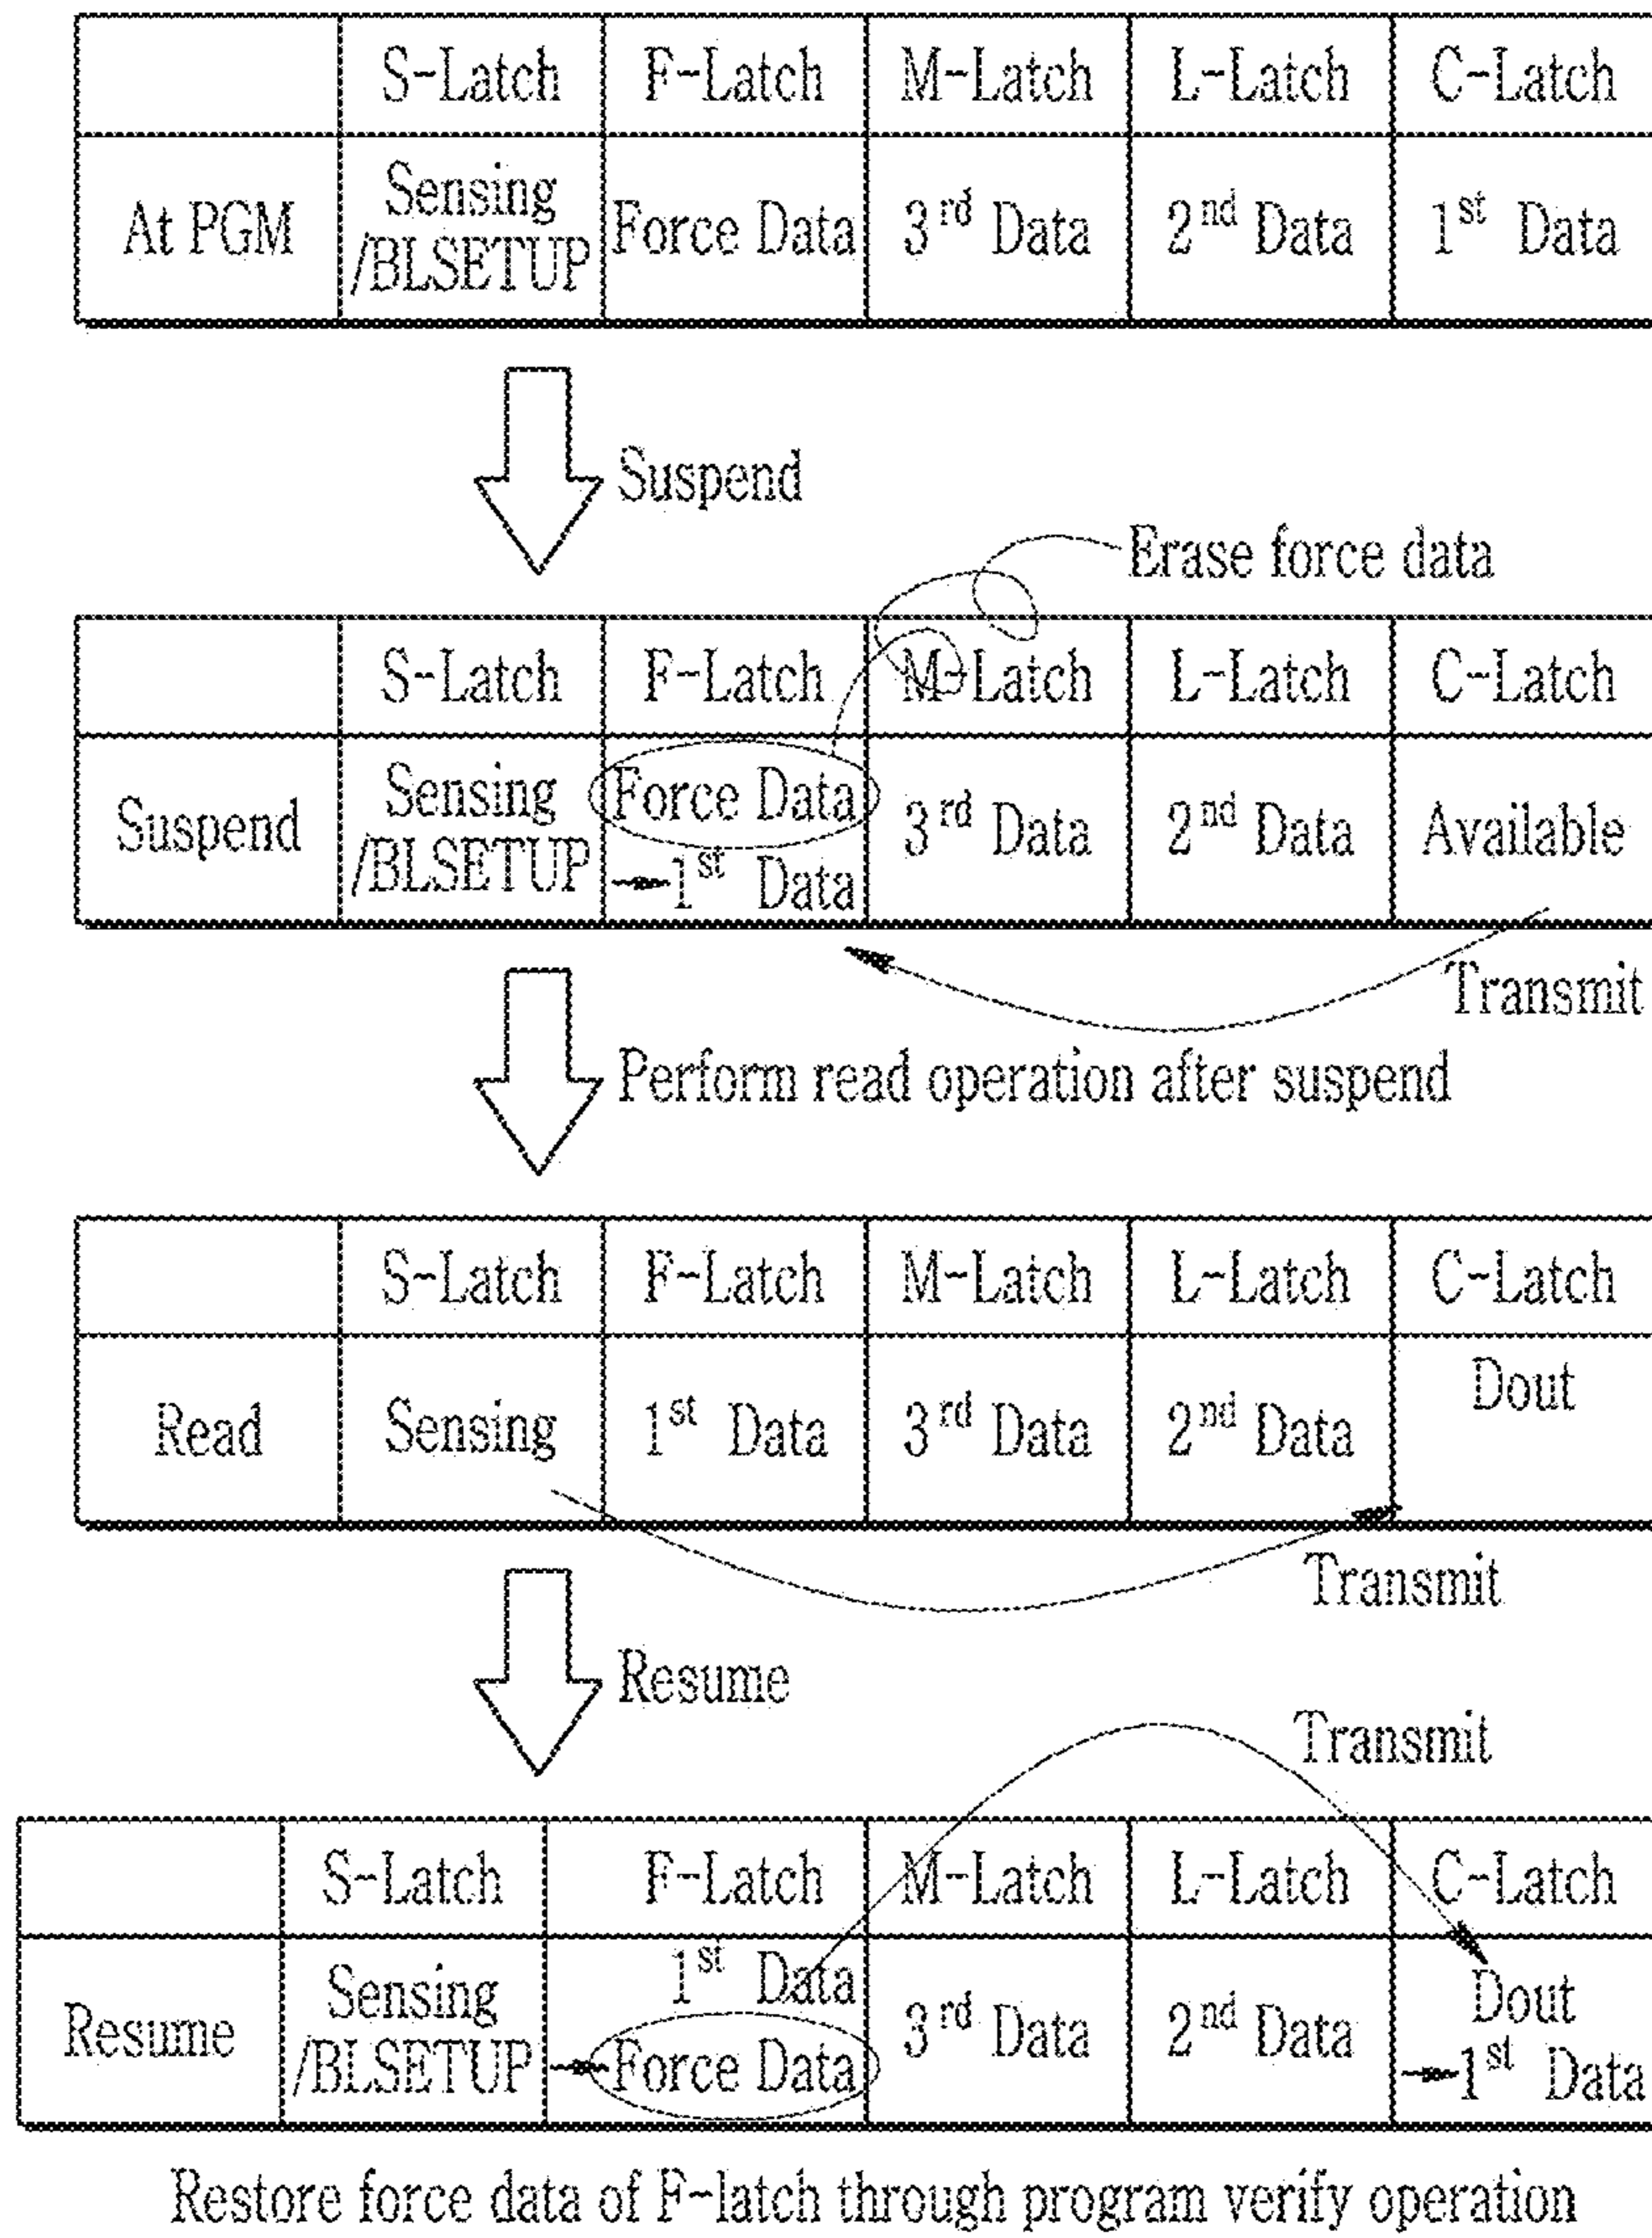 S-Latch F-Latch M-Latch L-Latch C-Latch
At PGM Sensing /BLSETUP Force Data 3rd Data 2nd Data 1st Data
Suspend
Erase force data
S-Latch F-Latch M-Latch L-Latch C-Latch
Suspend Sensing /BLSETUP Force Data →1st Data 3rd Data 2nd Data Available
Transmit
Perform read operation after suspend
S-Latch F-Latch M-Latch L-Latch C-Latch
Read Sensing 1st Data 3rd Data 2nd Data Dout
Transmit
Resume
Transmit
S-Latch F-Latch M-Latch L-Latch C-Latch
Resume Sensing /BLSETUP 1st Data →Force Data 3rd Data 2nd Data Dout →1st Data
Restore force data of F-latch through program verify operation